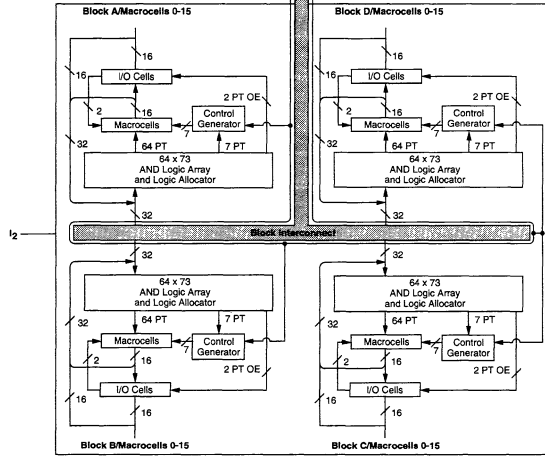 Block A/Macrocells 0-15
Block D/Macrocells 0-15
16
16
16
I/O Cells
16
I/O Cells
2
16
2 PT OE
2
16
2 PT OE
Macrocells
7
Control
Generator
Macrocells
7
Control
Generator
32
64 PT
7 PT
32
64 PT
7 PT
64 x 73
AND Logic Array
and Logic Allocator
64 x 73
AND Logic Array
and Logic Allocator
32
32
I2
Block Interconnect
32
32
64 x 73
AND Logic Array
and Logic Allocator
64 x 73
AND Logic Array
and Logic Allocator
32
64 PT
7 PT
32
64 PT
7 PT
Macrocells
7
Control
Generator
Macrocells
7
Control
Generator
2
16
2 PT OE
2
16
2 PT OE
I/O Cells
I/O Cells
16
16
16
16
Block B/Macrocells 0-15
Block C/Macrocells 0-15